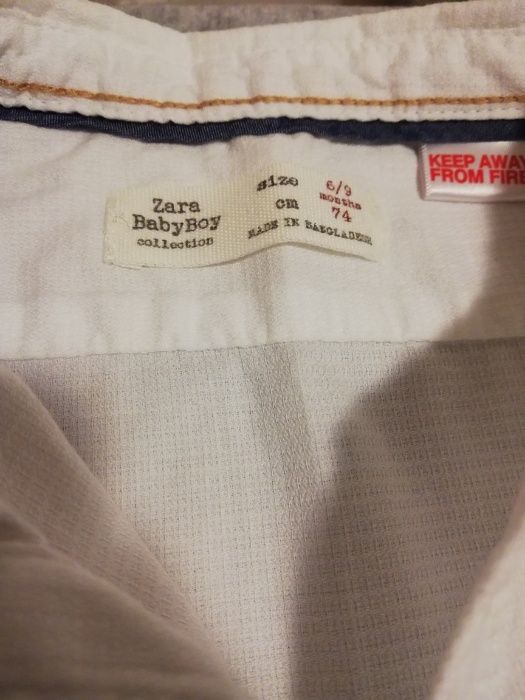 Zara
BabyBoy
collection
size 6/9
months
cm 74
MADE IN BANGLADESH
KEEP AWAY
FROM FIRE